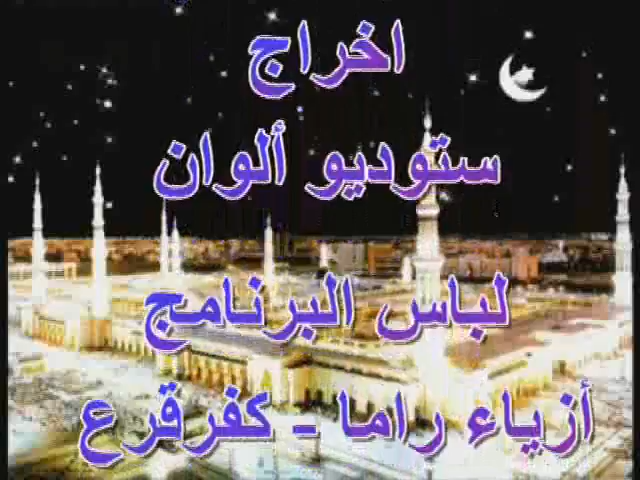 اخراج
ستوديو ألوان
لباس البرنامج
أزياء راما - كفرقرع